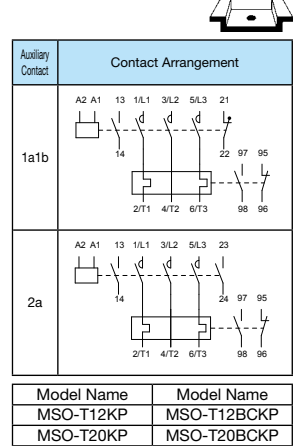 Auxiliary Contact
Contact Arrangement
1a1b
A2 A1 13 1/L1 3/L2 5/L3 21
14 22 97 95
2/T1 4/T2 6/T3 98 96
2a
A2 A1 13 1/L1 3/L2 5/L3 23
14 24 97 95
2/T1 4/T2 6/T3 98 96
Model Name Model Name
MSO-T12KP MSO-T12BCKP
MSO-T20KP MSO-T20BCKP